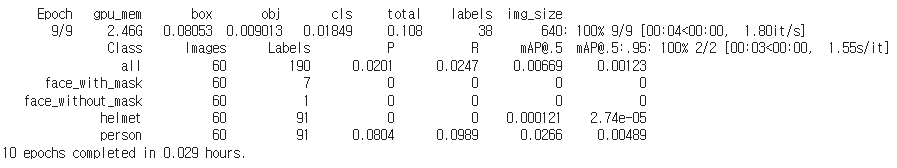 Epoch gpu_mem box obj cls total labels img_size
9/9 2.46G 0.08053 0.009013 0.01849 0.108 38 640: 100% 9/9 [00:04<00:00, 1.80it/s]
Class Images Labels P R mAP@.5 mAP@.5:.95: 100% 2/2 [00:03<00:00, 1.55s/it]
all 60 190 0.0201 0.0247 0.00669 0.00123
face_with_mask 60 7 0 0 0 0
face_without_mask 60 1 0 0 0 0
helmet 60 91 0 0 0.000121 2.74e-05
person 60 91 0.0804 0.0989 0.0266 0.00489
10 epochs completed in 0.029 hours.